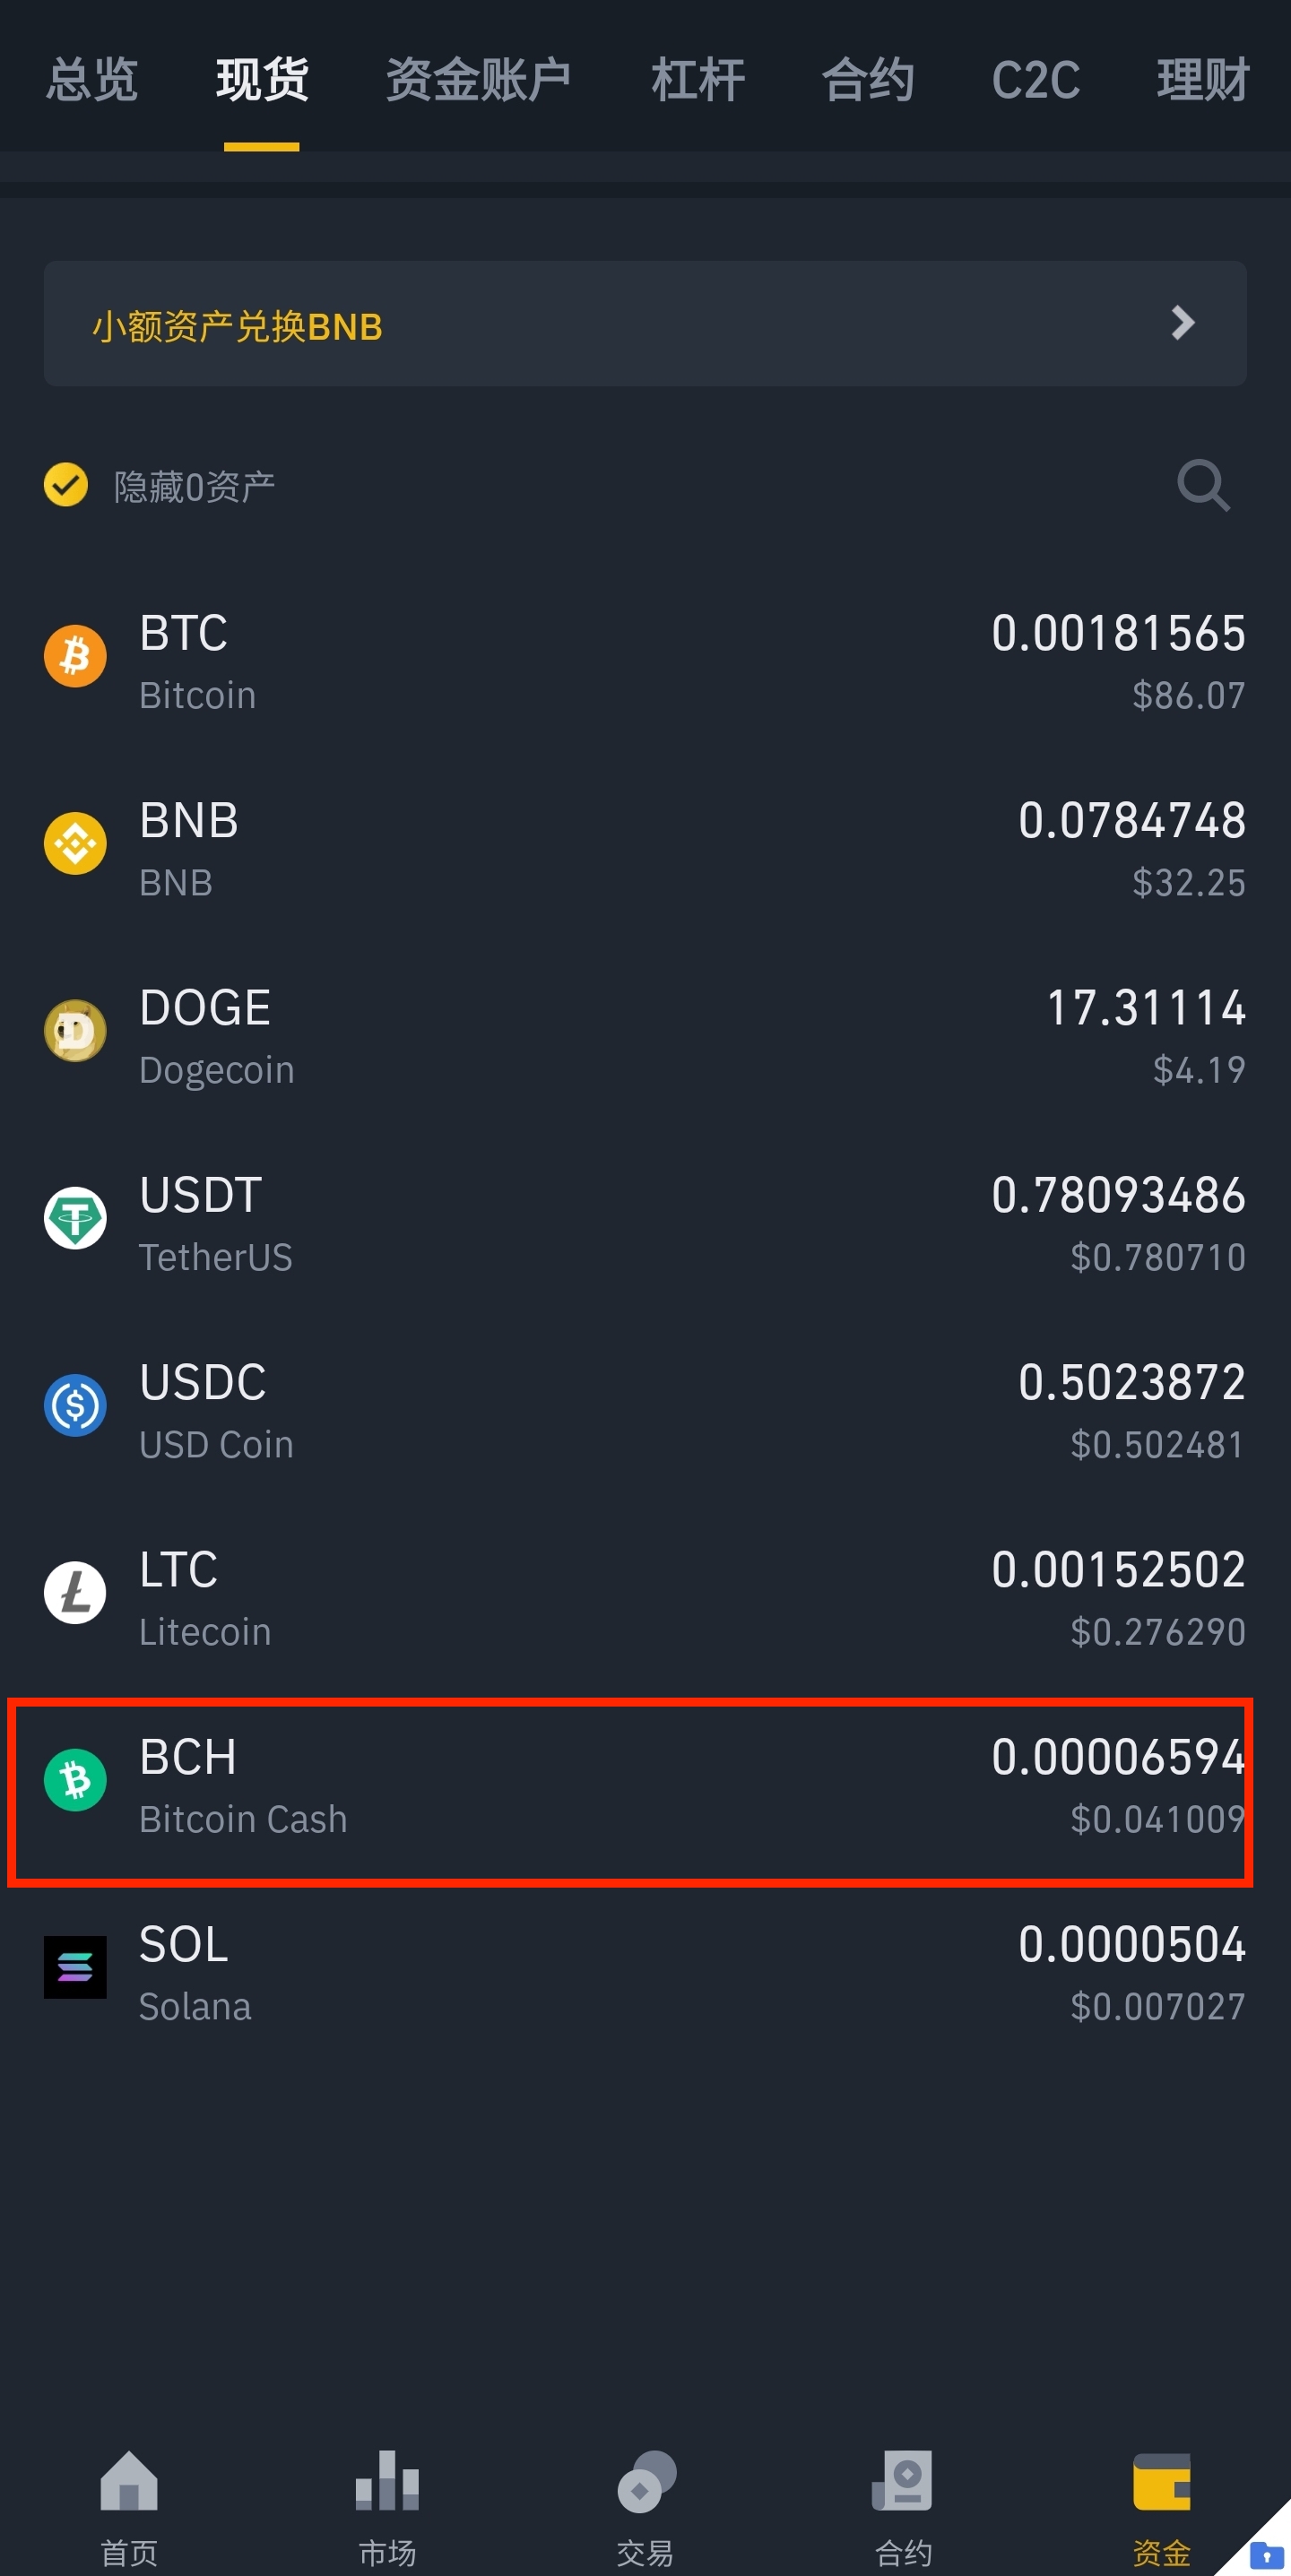 总览 现货 资金账户 杠杆 合约 C2C 理财
小额资产兑换BNB
隐藏0资产
BTC 0.00181565
Bitcoin $86.07
BNB 0.0784748
BNB $32.25
DOGE 17.31114
Dogecoin $4.19
USDT 0.78093486
TetherUS $0.780710
USDC 0.5023872
USD Coin $0.502481
LTC 0.00152502
Litecoin $0.276290
BCH 0.00006594
Bitcoin Cash $0.041009
SOL 0.0000504
Solana $0.007027
首页 市场 交易 合约 资金